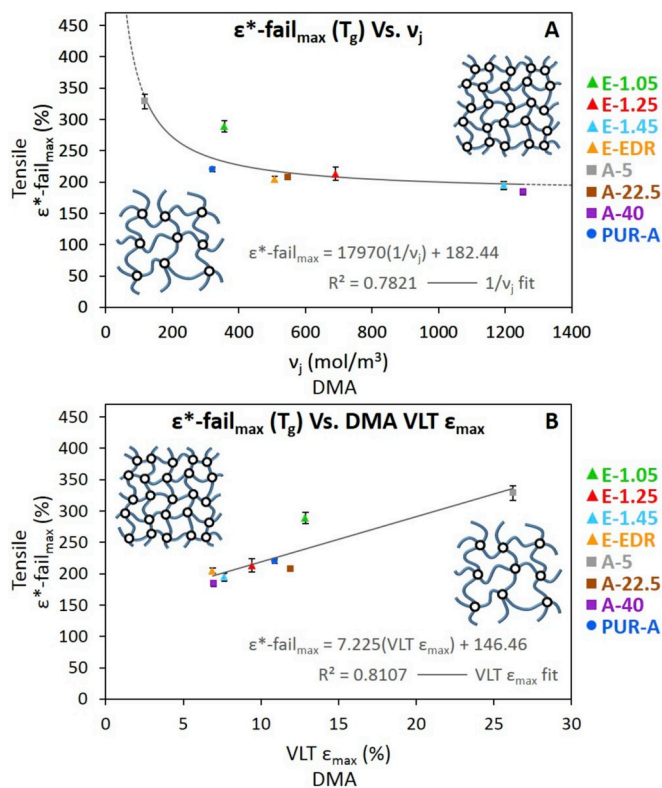 ε*-fail_max (T_g) Vs. ν_j
A
450
400
350
300
250
200
150
100
50
0
Tensile
ε*-fail_max (%)
ε*-fail_max = 17970(1/ν_j) + 182.44
R² = 0.7821 1/ν_j fit
0 200 400 600 800 1000 1200 1400
ν_j (mol/m³)
DMA
E-1.05
E-1.25
E-1.45
E-EDR
A-5
A-22.5
A-40
PUR-A
ε*-fail_max (T_g) Vs. DMA VLT ε_max
B
450
400
350
300
250
200
150
100
50
0
Tensile
ε*-fail_max (%)
ε*-fail_max = 7.225(VLT ε_max) + 146.46
R² = 0.8107 VLT ε_max fit
0 5 10 15 20 25 30
VLT ε_max (%)
DMA
E-1.05
E-1.25
E-1.45
E-EDR
A-5
A-22.5
A-40
PUR-A